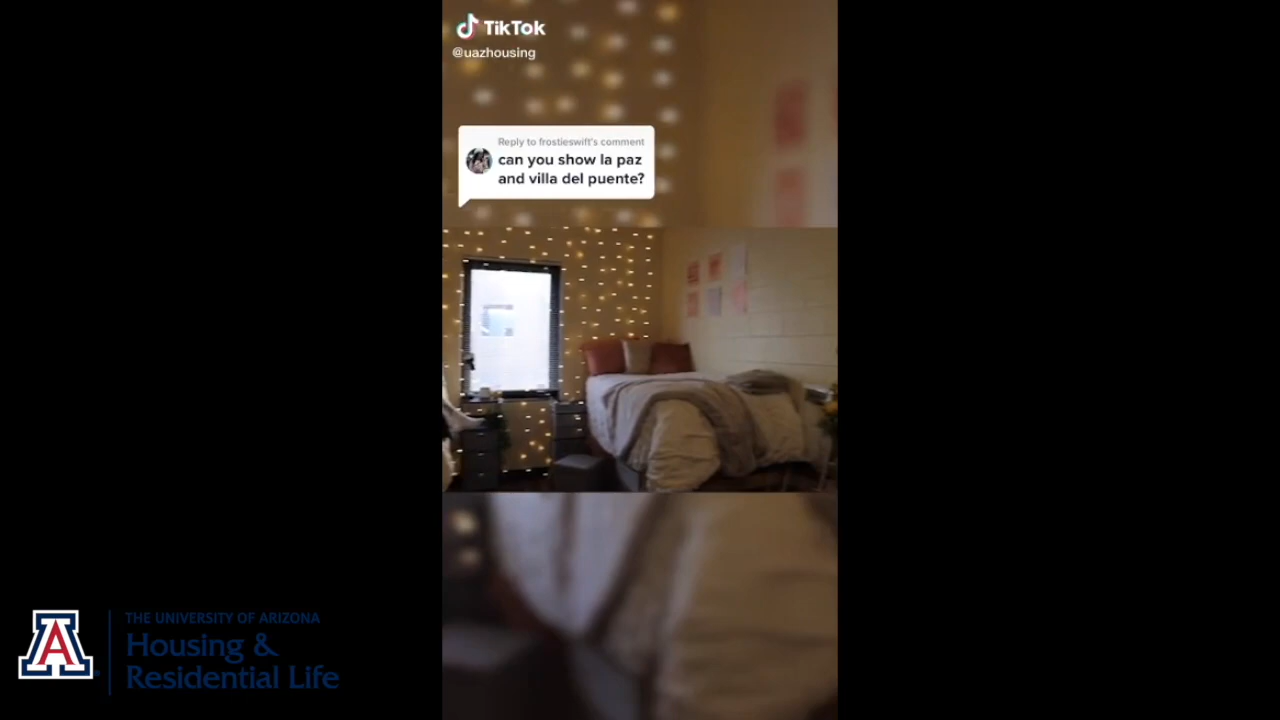 TikTok
@uazhousing
Reply to frostieswift's comment
can you show la paz
and villa del puente?
A
THE UNIVERSITY OF ARIZONA
Housing &
Residential Life